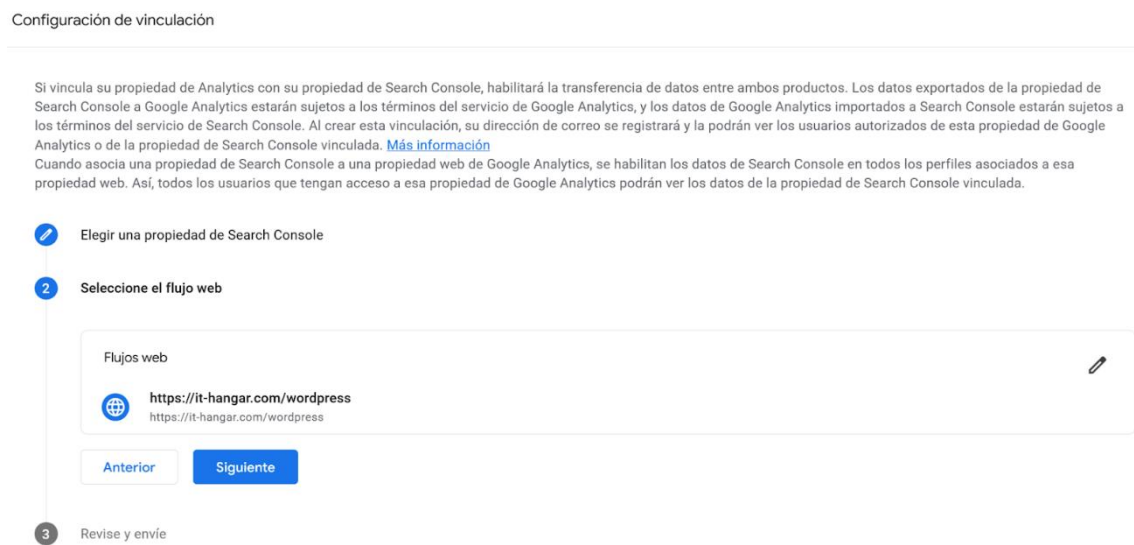 Configuración de vinculación
Si vincula su propiedad de Analytics con su propiedad de Search Console, habilitará la transferencia de datos entre ambos productos. Los datos exportados de la propiedad de
Search Console a Google Analytics estarán sujetos a los términos del servicio de Google Analytics, y los datos de Google Analytics importados a Search Console estarán sujetos a
los términos del servicio de Search Console. Al crear esta vinculación, su dirección de correo se registrará y la podrán ver los usuarios autorizados de esta propiedad de Google
Analytics o de la propiedad de Search Console vinculada. Más información
Cuando asocia una propiedad de Search Console a una propiedad web de Google Analytics, se habilitan los datos de Search Console en todos los perfiles asociados a esa
propiedad web. Así, todos los usuarios que tengan acceso a esa propiedad de Google Analytics podrán ver los datos de la propiedad de Search Console vinculada.
Elegir una propiedad de Search Console
2 Seleccione el flujo web
Flujos web
https://it-hangar.com/wordpress
https://it-hangar.com/wordpress
Anterior Siguiente
3 Revise y envíe